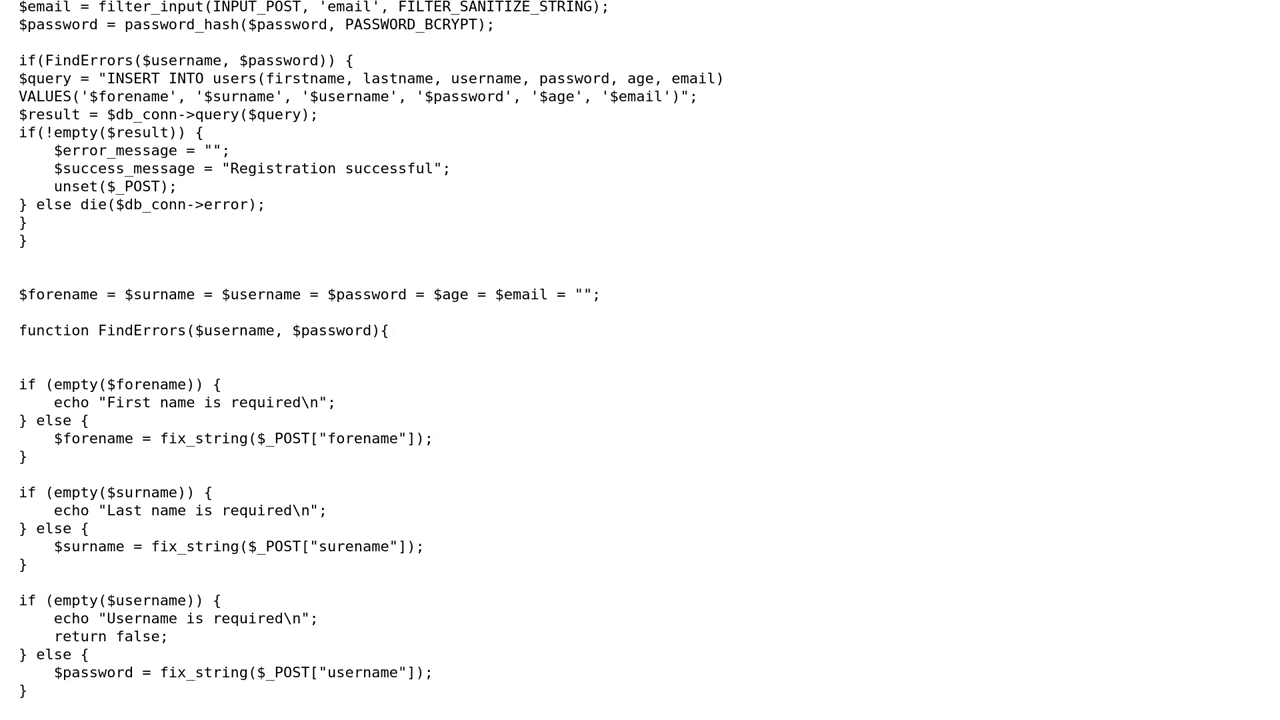 $email = filter_input(INPUT_POST, 'email', FILTER_SANITIZE_STRING);
$password = password_hash($password, PASSWORD_BCRYPT);
if(FindErrors($username, $password)) {
$query = "INSERT INTO users(firstname, lastname, username, password, age, email)
VALUES('$forename', '$surname', '$username', '$password', '$age', '$email')";
$result = $db_conn->query($query);
if(!empty($result)) {
    $error_message = "";
    $success_message = "Registration successful";
    unset($_POST);
} else die($db_conn->error);
}
}
$forename = $surname = $username = $password = $age = $email = "";
function FindErrors($username, $password){
if (empty($forename)) {
    echo "First name is required\n";
} else {
    $forename = fix_string($_POST["forename"]);
}
if (empty($surname)) {
    echo "Last name is required\n";
} else {
    $surname = fix_string($_POST["surename"]);
}
if (empty($username)) {
    echo "Username is required\n";
    return false;
} else {
    $password = fix_string($_POST["username"]);
}